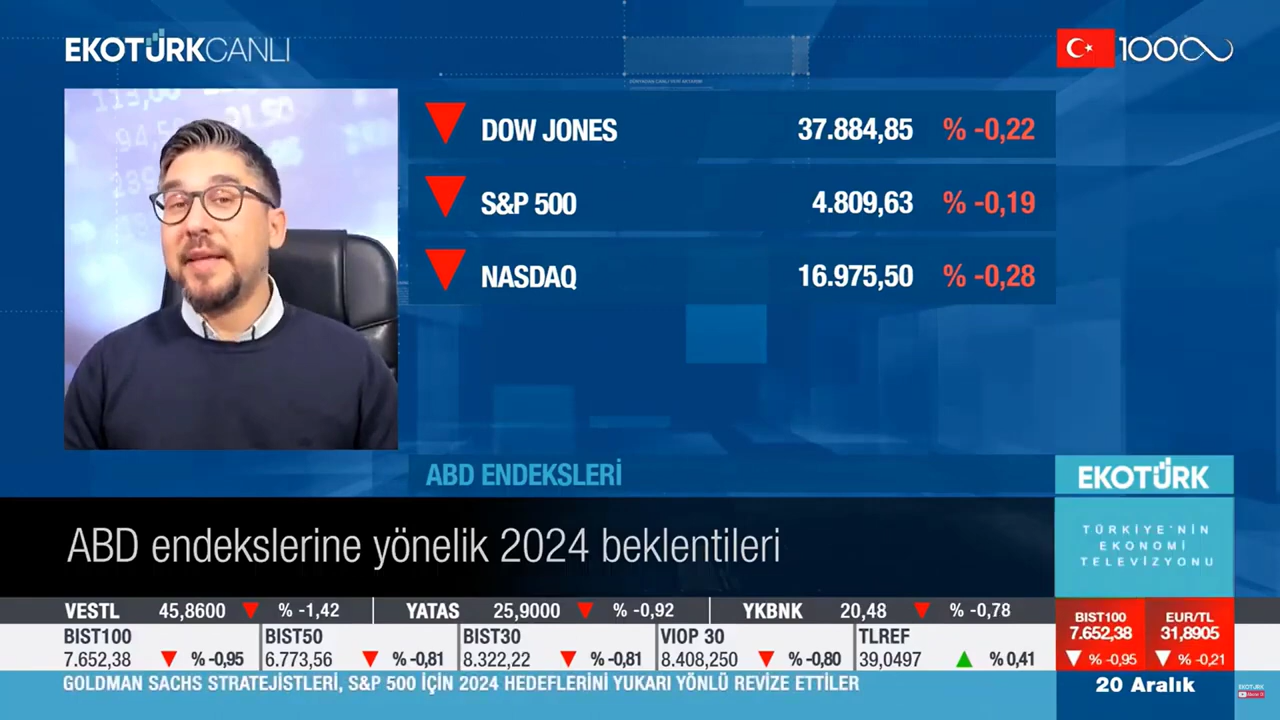 EKOTÜRK CANLI
1000
DOW JONES 37.884,85 % -0,22
S&P 500 4.809,63 % -0,19
NASDAQ 16.975,50 % -0,28
ABD ENDEKSLERİ
EKOTÜRK
ABD endekslerine yönelik 2024 beklentileri
TÜRKİYE'NİN
EKONOMİ
TELEVİZYONU
VESTL 45,8600 % -1,42 YATAS 25,9000 % -0,92 YKBNK 20,48 % -0,78
BIST100 BIST50 BIST30 VIOP 30 TLREF
7.652,38 % -0,95 6.773,56 % -0,81 8.322,22 % -0,81 8.408,250 % -0,80 39,0497 % 0,41
BIST100 EUR/TL
7.652,38 31,8905
% -0,95 % -0,21
GOLDMAN SACHS STRATEJİSTLERİ, S&P 500 İÇİN 2024 HEDEFLERİNİ YUKARI YÖNLÜ REVİZE ETTİLER
20 Aralık
EKOTÜRK